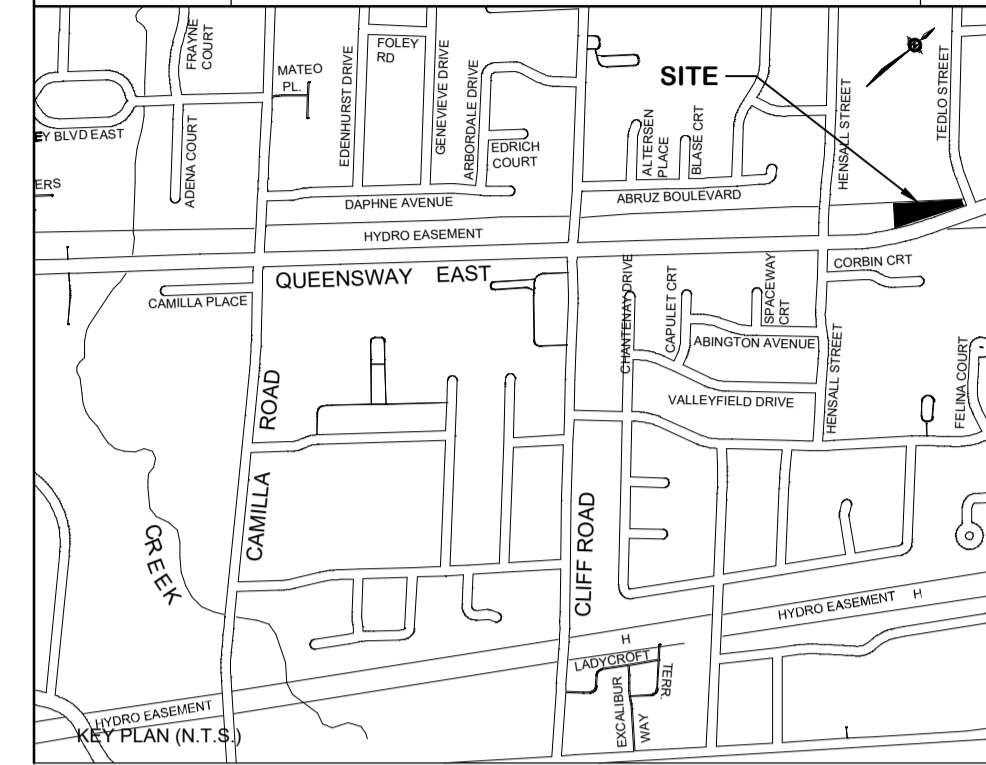 FRAYNE
COURT
MATEO
PL.
EDENHURST DRIVE
FOLEY
RD
GENEVIEVE DRIVE
ARBORDALE DRIVE
EDRICH
COURT
SITE
ALTERSEN
PLACE
BLASE CRT
HENSALL STREET
TEDLO STREET
EY BLVD EAST
ERS
ADENA COURT
DAPHNE AVENUE
ABRUZ BOULEVARD
HYDRO EASEMENT
QUEENSWAY EAST
CORBIN CRT
CAMILLA PLACE
CHANTENAY DRIVE
CAPULET CRT
SPACEWAY
CRT
ABINGTON AVENUE
VALLEYFIELD DRIVE
HENSALL STREET
FELINA COURT
CAMILLA ROAD
CREEK
CLIFF ROAD
HYDRO EASEMENT H
H
LADYCROFT
TERR.
EXCALIBUR
WAY
HYDRO EASEMENT
KEY PLAN (N.T.S.)